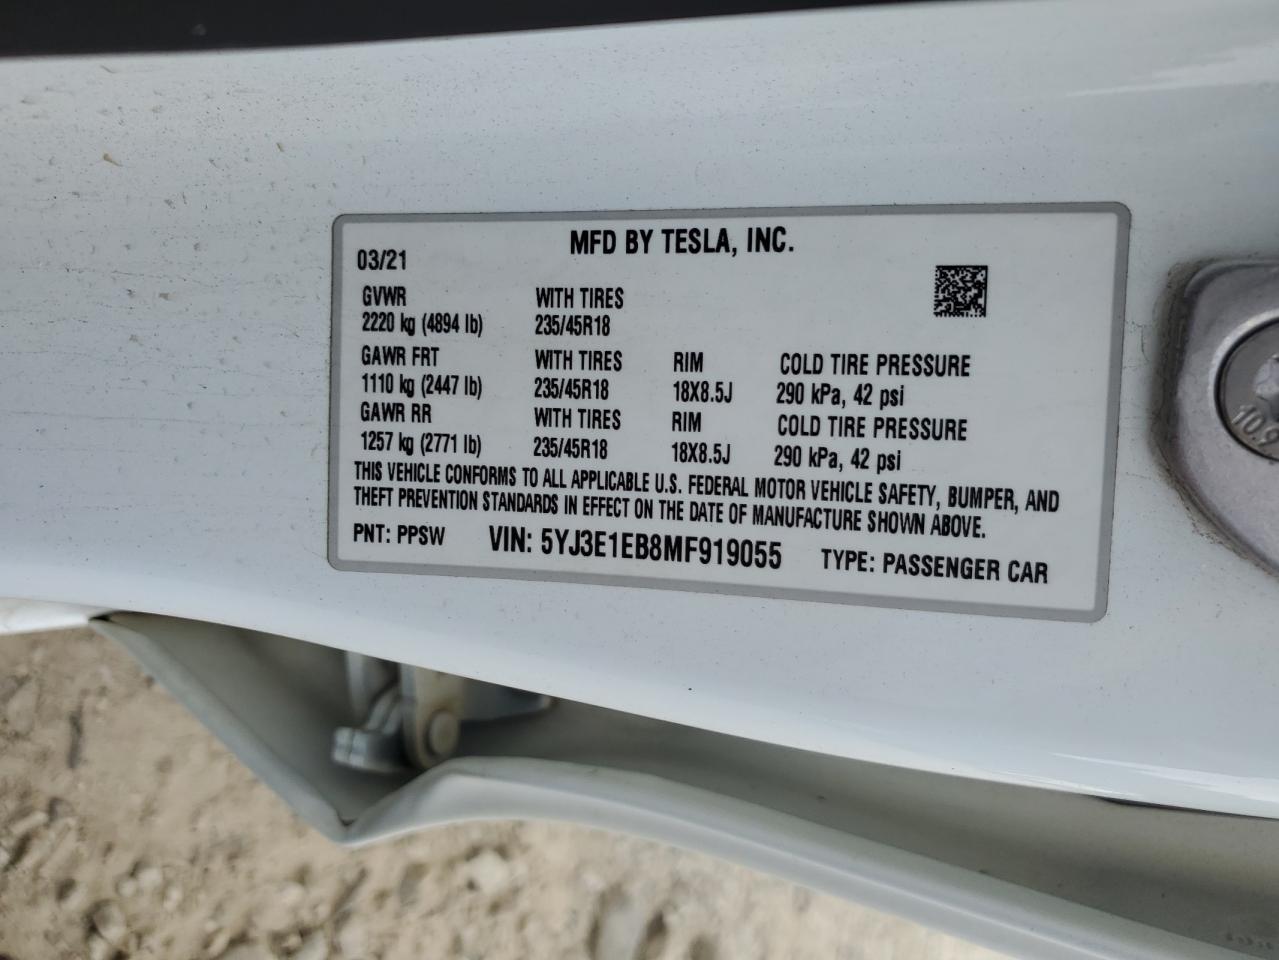 MFD BY TESLA, INC.
03/21
GVWR WITH TIRES
2220 kg (4894 lb) 235/45R18
GAWR FRT WITH TIRES RIM COLD TIRE PRESSURE
1110 kg (2447 lb) 235/45R18 18X8.5J 290 kPa, 42 psi
GAWR RR WITH TIRES RIM COLD TIRE PRESSURE
1257 kg (2771 lb) 235/45R18 18X8.5J 290 kPa, 42 psi
THIS VEHICLE CONFORMS TO ALL APPLICABLE U.S. FEDERAL MOTOR VEHICLE SAFETY, BUMPER, AND
THEFT PREVENTION STANDARDS IN EFFECT ON THE DATE OF MANUFACTURE SHOWN ABOVE.
PNT: PPSW VIN: 5YJ3E1EB8MF919055 TYPE: PASSENGER CAR
10.9